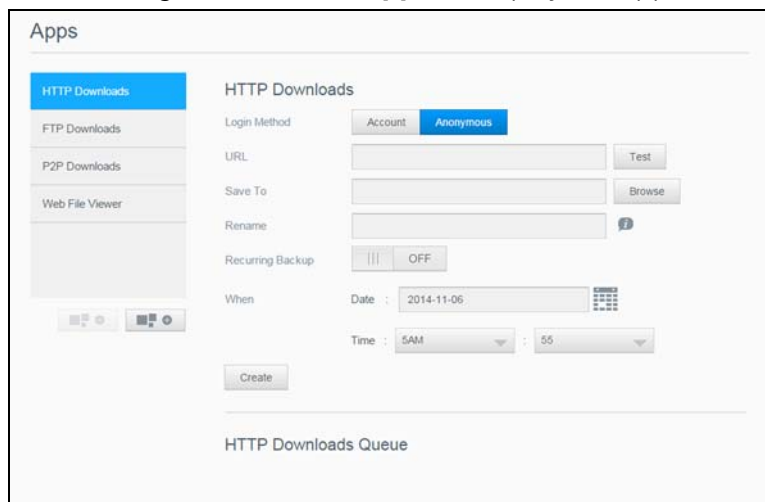 Apps
HTTP Downloads
FTP Downloads
P2P Downloads
Web File Viewer
HTTP Downloads
Login Method Account Anonymous
URL Test
Save To Browse
Rename
Recurring Backup OFF
When Date : 2014-11-06
Time : 5AM : 55
Create
HTTP Downloads Queue